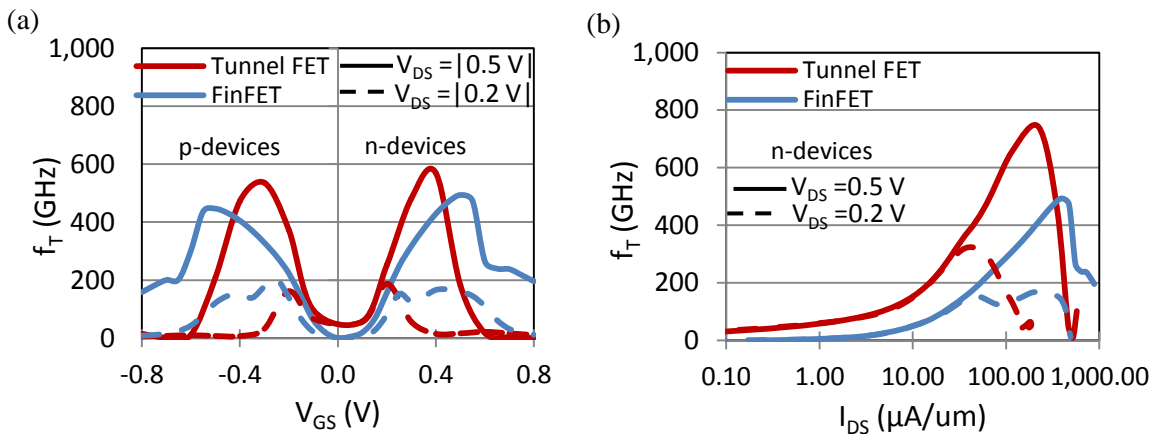 (a)
1,000
800
600
400
200
0
f_T (GHz)
Tunnel FET
FinFET
V_DS =|0.5 V|
V_DS =|0.2 V|
p-devices
n-devices
-0.8
-0.4
0.0
0.4
0.8
V_GS (V)
(b)
1,000
800
600
400
200
0
f_T (GHz)
Tunnel FET
FinFET
n-devices
V_DS =0.5 V
V_DS =0.2 V
0.10
1.00
10.00
100.00
1,000.00
I_DS (µA/um)